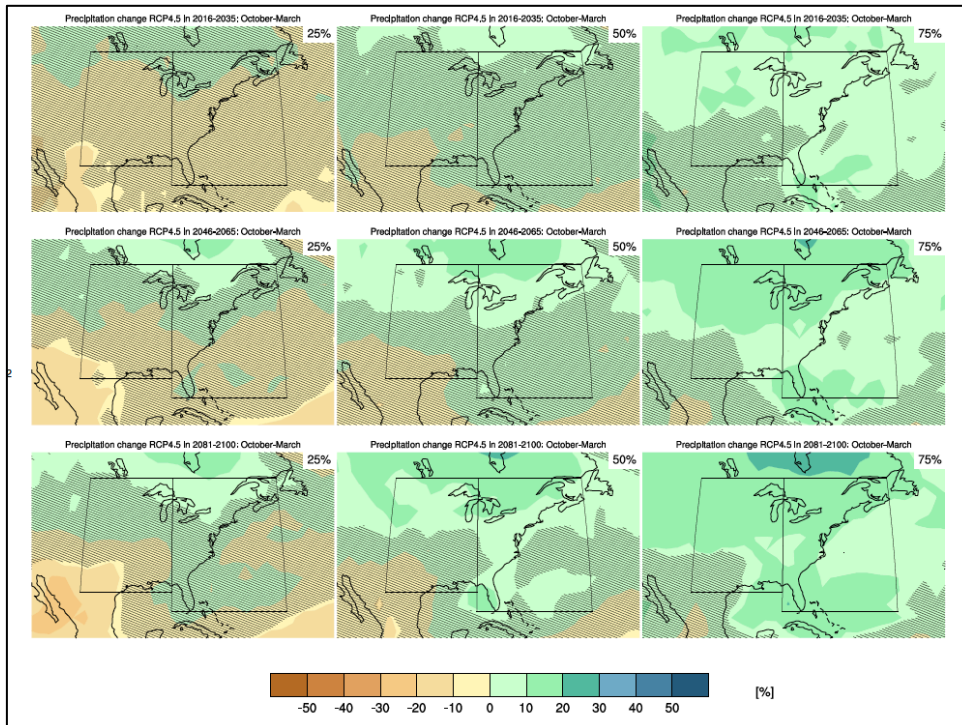 Precipitation change RCP4.5 in 2016-2035: October-March
25%
Precipitation change RCP4.5 in 2016-2035: October-March
50%
Precipitation change RCP4.5 in 2016-2035: October-March
75%
Precipitation change RCP4.5 in 2046-2065: October-March
25%
Precipitation change RCP4.5 in 2046-2065: October-March
50%
Precipitation change RCP4.5 in 2046-2065: October-March
75%
2
Precipitation change RCP4.5 in 2081-2100: October-March
25%
Precipitation change RCP4.5 in 2081-2100: October-March
50%
Precipitation change RCP4.5 in 2081-2100: October-March
75%
-50 -40 -30 -20 -10 0 10 20 30 40 50 [%]